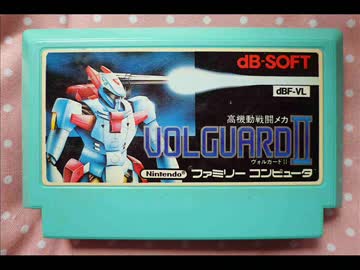 dB-SOFT
dBF-VL
高機動戦闘メカ
VOLGUARD II
ヴォルガードII
Nintendo ファミリー コンピュータ